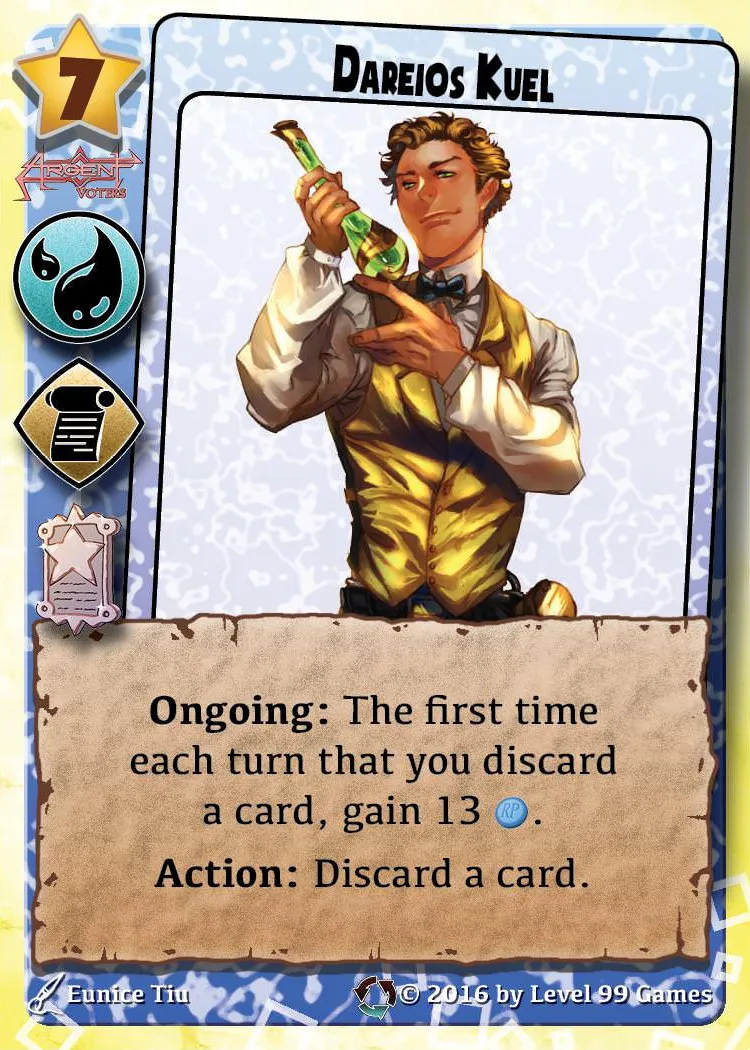 7
DAREIOS KUEL
ARGENT
VOTERS
Ongoing: The first time
each turn that you discard
a card, gain 13 RP.
Action: Discard a card.
Eunice Tiu
© 2016 by Level 99 Games